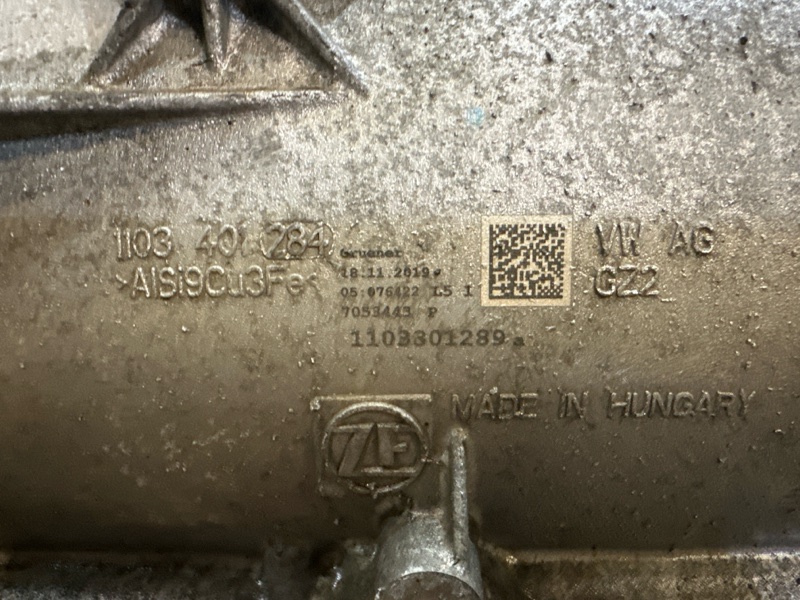 1103 401 284
>AlSi9Cu3Fe<
Gruener
18.11.2019
05:076422 L5 I
7053443 P
1103301289 a
VW AG
GZ2
ZF
MADE IN HUNGARY